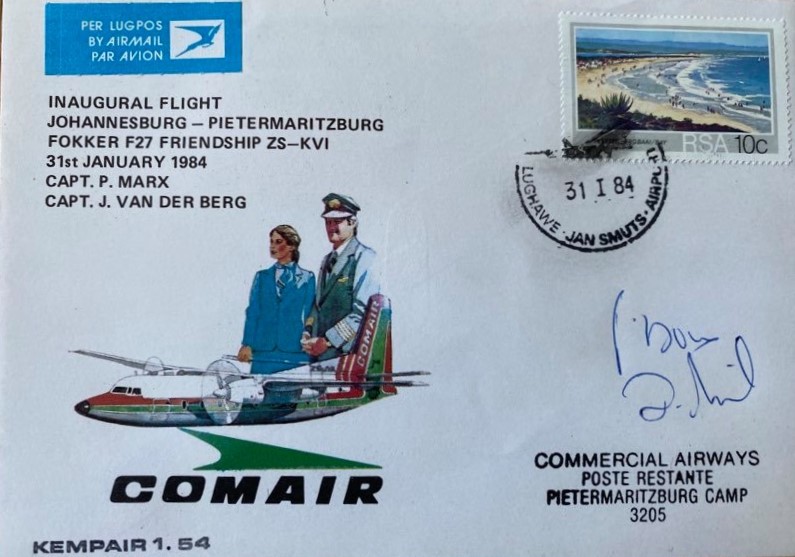 PER LUGPOS
BY AIRMAIL
PAR AVION
INAUGURAL FLIGHT
JOHANNESBURG – PIETERMARITZBURG
FOKKER F27 FRIENDSHIP ZS–KVI
31st JANUARY 1984
CAPT. P. MARX
CAPT. J. VAN DER BERG
RSA 10c
31 I 84
LUGHAWE · JAN SMUTS · AIRPORT
COMAIR
COMAIR
COMMERCIAL AIRWAYS
POSTE RESTANTE
PIETERMARITZBURG CAMP
3205
KEMPAIR 1. 54